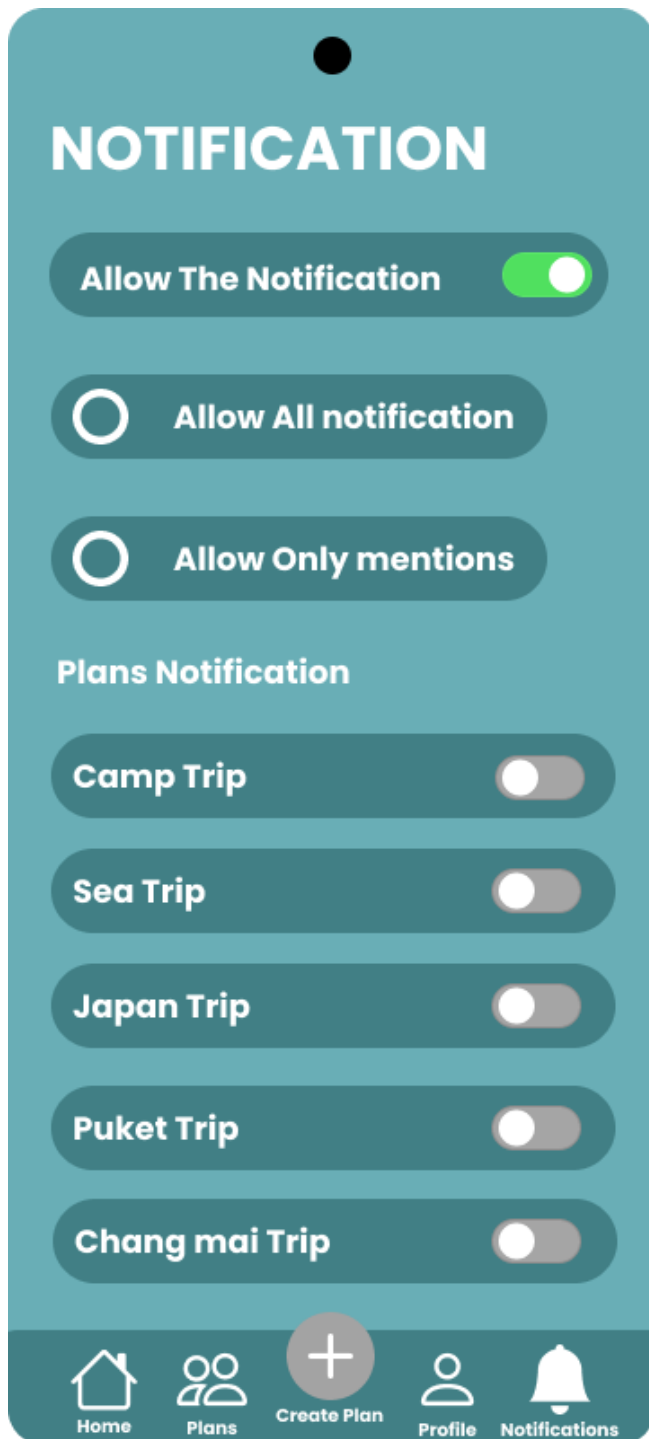 NOTIFICATION
Allow The Notification
Allow All notification
Allow Only mentions
Plans Notification
Camp Trip
Sea Trip
Japan Trip
Puket Trip
Chang mai Trip
Home
Plans
Create Plan
Profile
Notifications